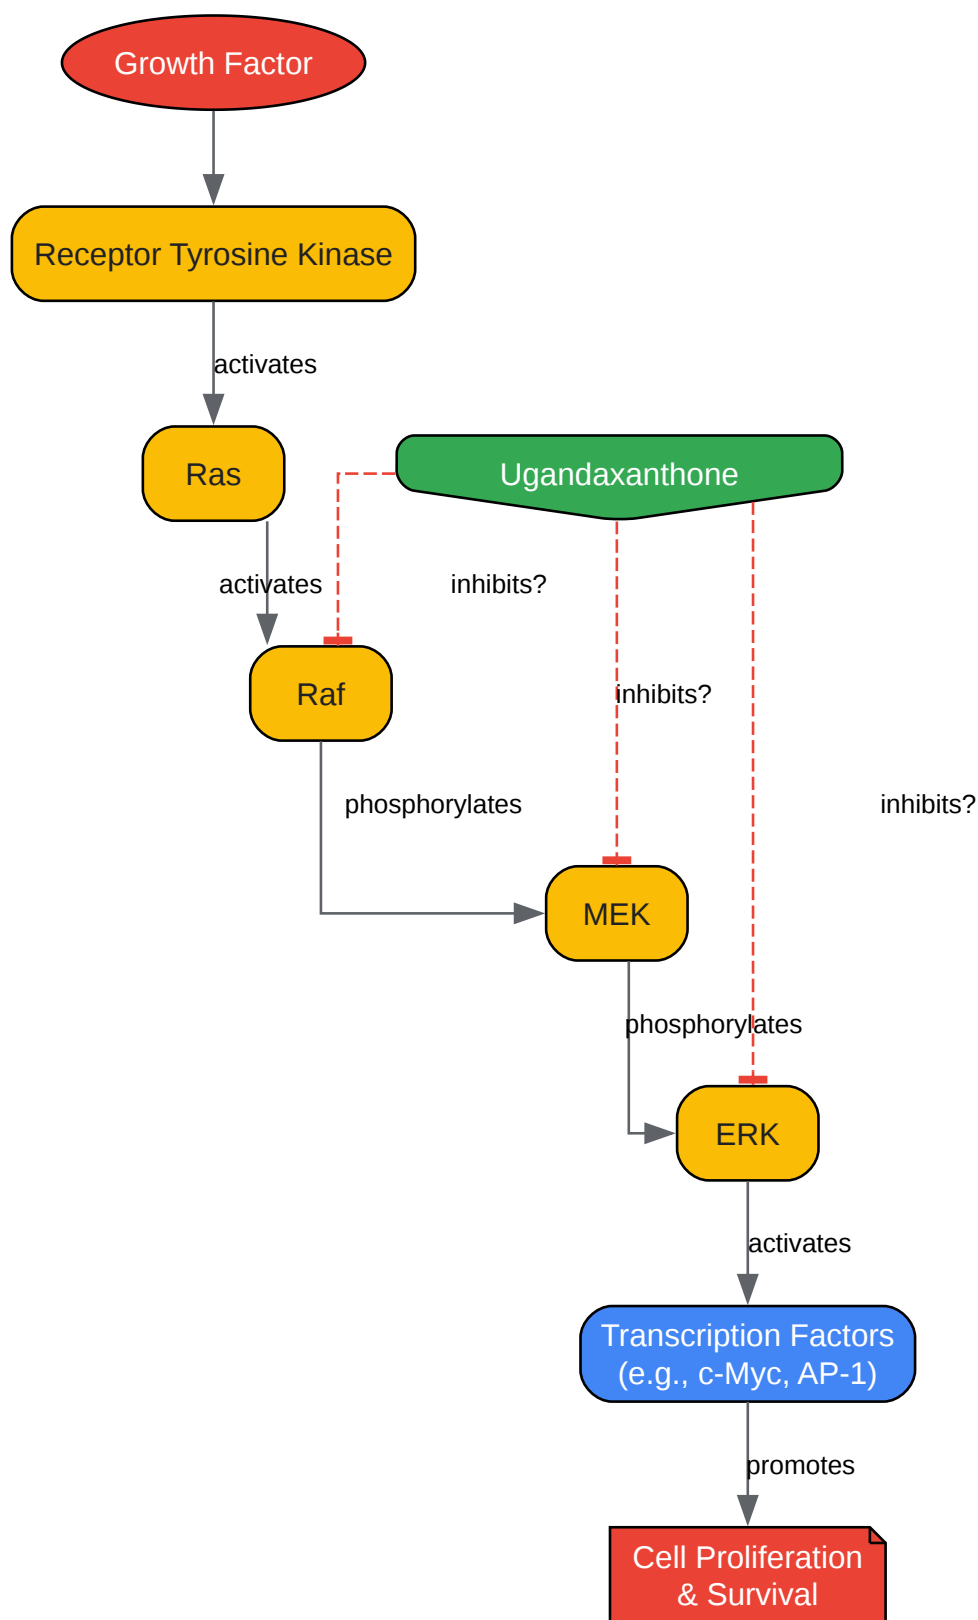 Growth Factor
Receptor Tyrosine Kinase
activates
Ras
Ugandaxanthone
activates
inhibits?
Raf
inhibits?
phosphorylates
inhibits?
MEK
phosphorylates
ERK
activates
Transcription Factors
(e.g., c-Myc, AP-1)
promotes
Cell Proliferation
& Survival